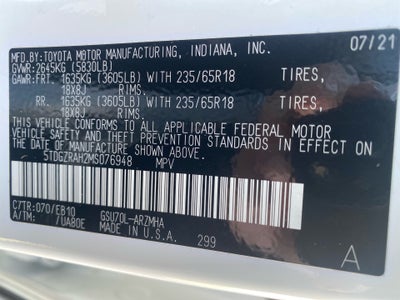 MFD.BY:TOYOTA MOTOR MANUFACTURING, INDIANA, INC. 07/21
GVWR: 2645KG (5830LB)
GAWR:FRT. 1635KG (3605LB) WITH 235/65R18 TIRES,
18X8J RIMS.
RR. 1635KG (3605LB) WITH 235/65R18 TIRES,
18X8J RIMS.
THIS VEHICLE CONFORMS TO ALL APPLICABLE FEDERAL MOTOR
VEHICLE SAFETY AND THEFT PREVENTION STANDARDS IN EFFECT ON
THE DATE OF MANUFACTURE SHOWN ABOVE.
5TDGZRAH2MS076948 MPV
C/TR:070/EB10 GSU70L-ARZMHA
A/TM: /UA80E MADE IN U.S.A. 299 A